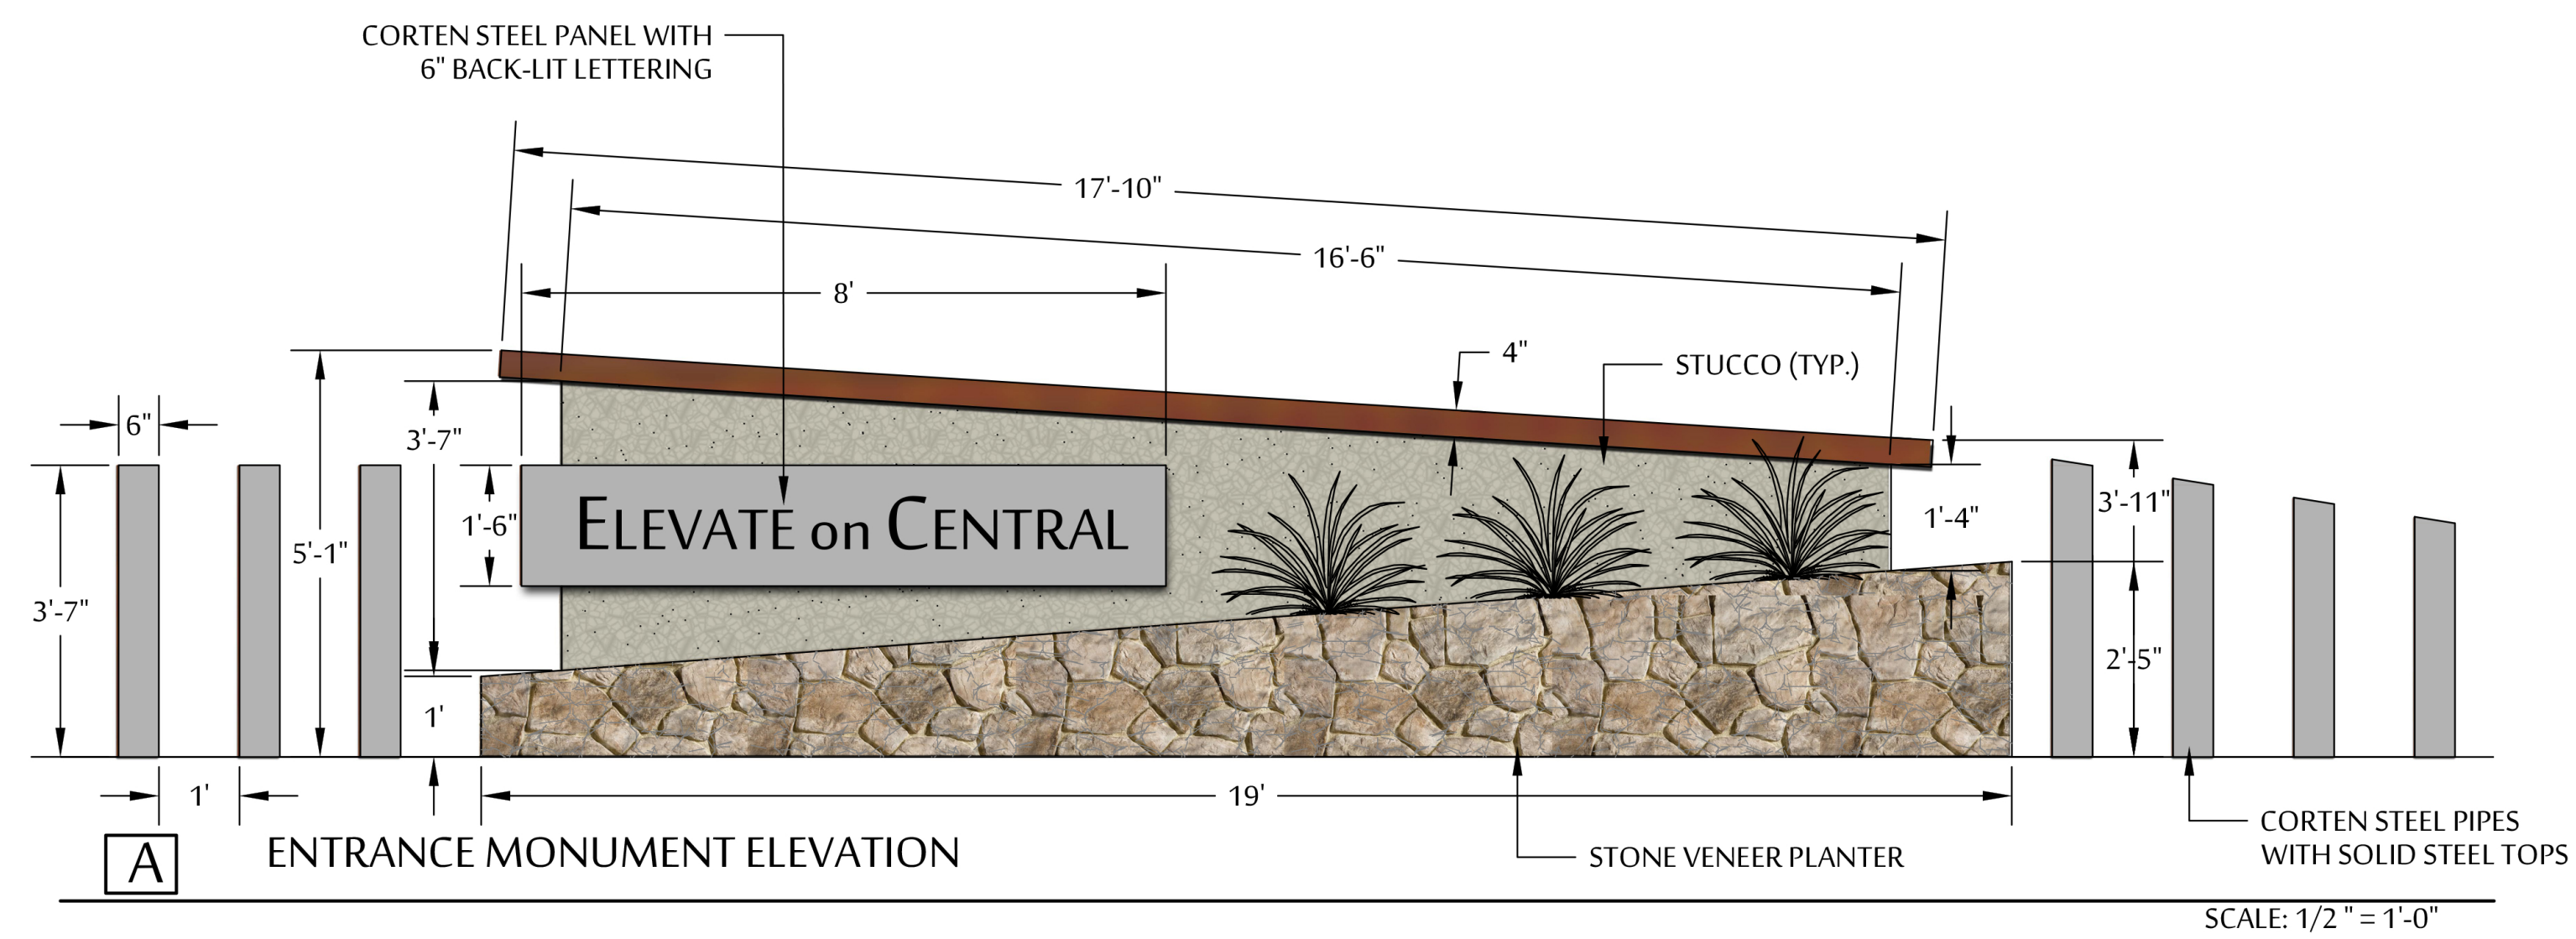 CORTEN STEEL PANEL WITH
6" BACK-LIT LETTERING
17'-10"
16'-6"
8'
4"
STUCCO (TYP.)
6"
3'-7"
3'-7"
5'-1"
1'-6"
ELEVATE on CENTRAL
1'-4"
3'-11"
2'-5"
1'
1'
19'
A
ENTRANCE MONUMENT ELEVATION
STONE VENEER PLANTER
CORTEN STEEL PIPES
WITH SOLID STEEL TOPS
SCALE: 1/2 " = 1'-0"